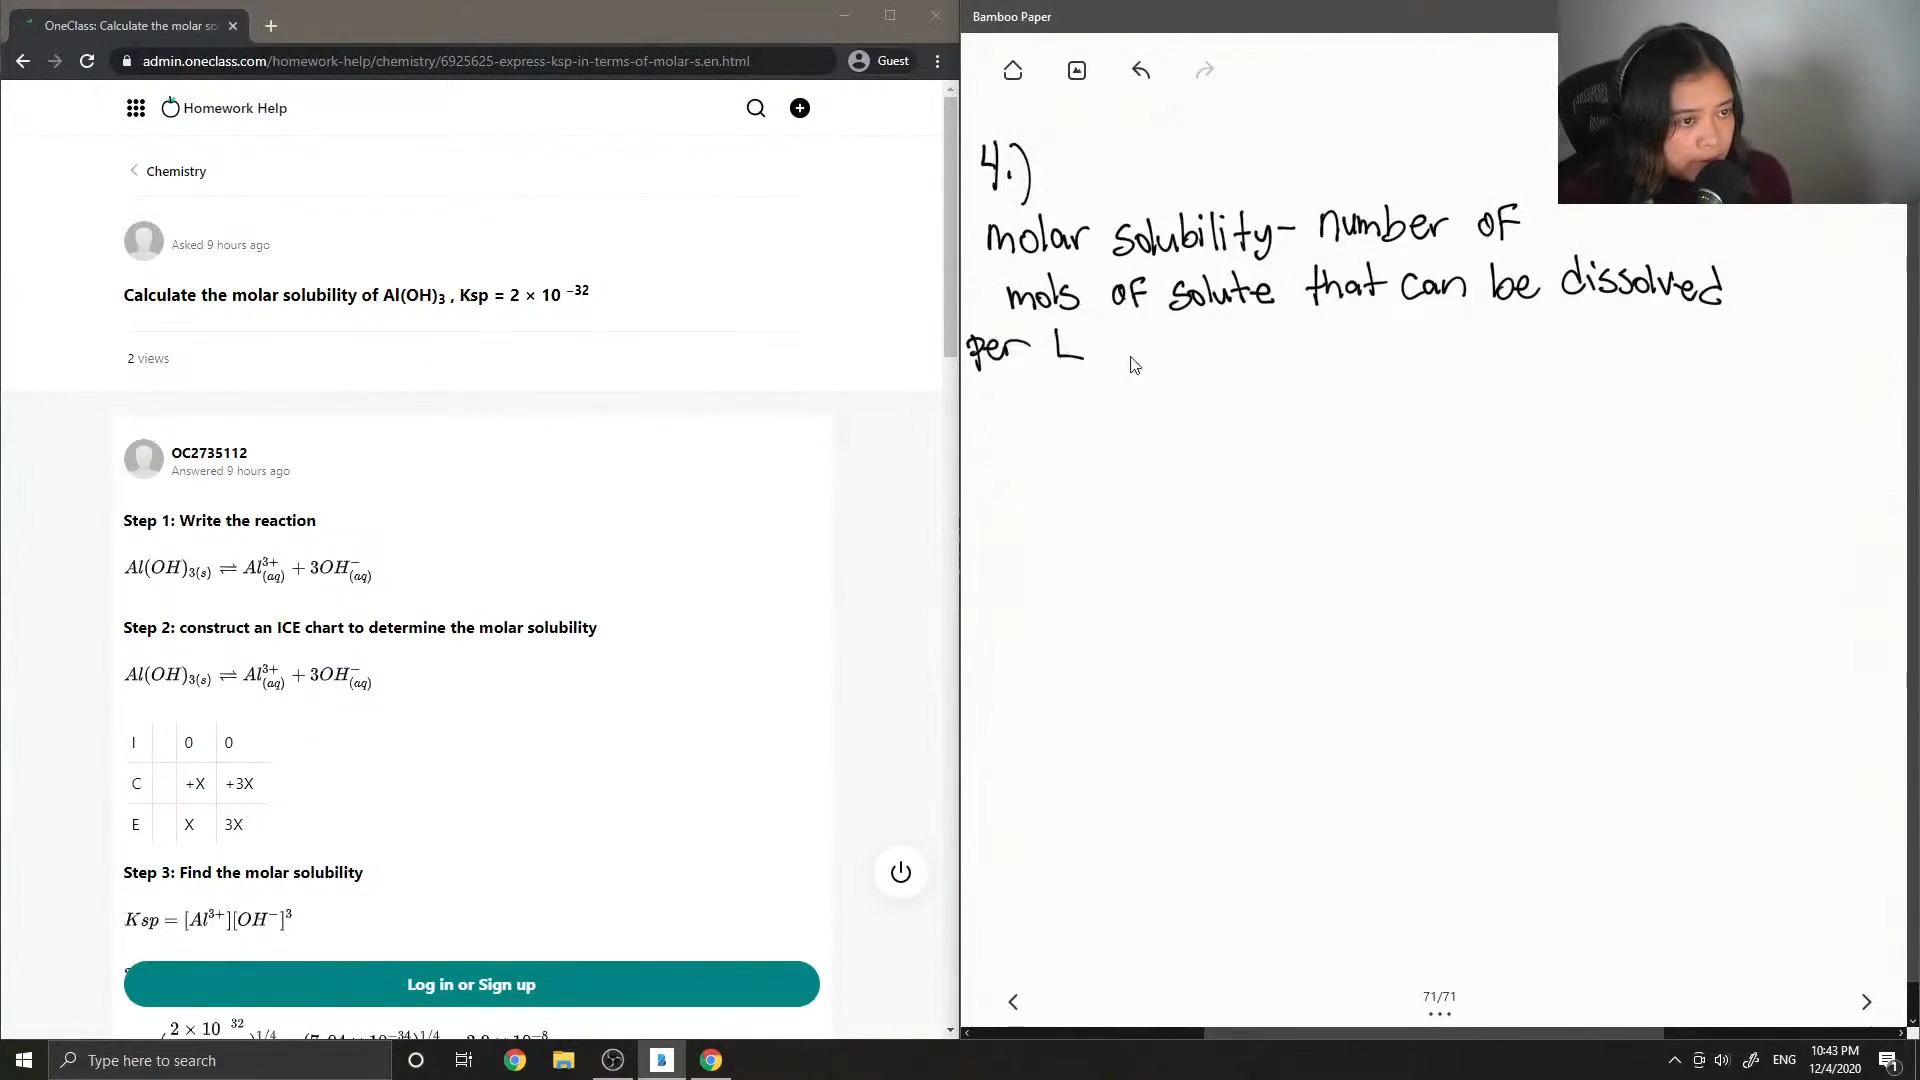 OneClass: Calculate the molar so
admin.oneclass.com/homework-help/chemistry/6925625-express-ksp-in-terms-of-molar-s.en.html
Guest
Homework Help
Chemistry
Asked 9 hours ago
Calculate the molar solubility of Al(OH)₃ , Ksp = 2 × 10 ⁻³²
2 views
OC2735112
Answered 9 hours ago
Step 1: Write the reaction
Al(OH)₃₍s₎ ⇌ Al³⁺(aq) + 3OH⁻(aq)
Step 2: construct an ICE chart to determine the molar solubility
Al(OH)₃₍s₎ ⇌ Al³⁺(aq) + 3OH⁻(aq)
I 0 0
C +X +3X
E X 3X
Step 3: Find the molar solubility
Ksp = [Al³⁺][OH⁻]³
Log in or Sign up
Bamboo Paper
4.)
molar solubility- number of
mols of solute that can be dissolved
per L
71/71
Type here to search
ENG
10:43 PM
12/4/2020
1